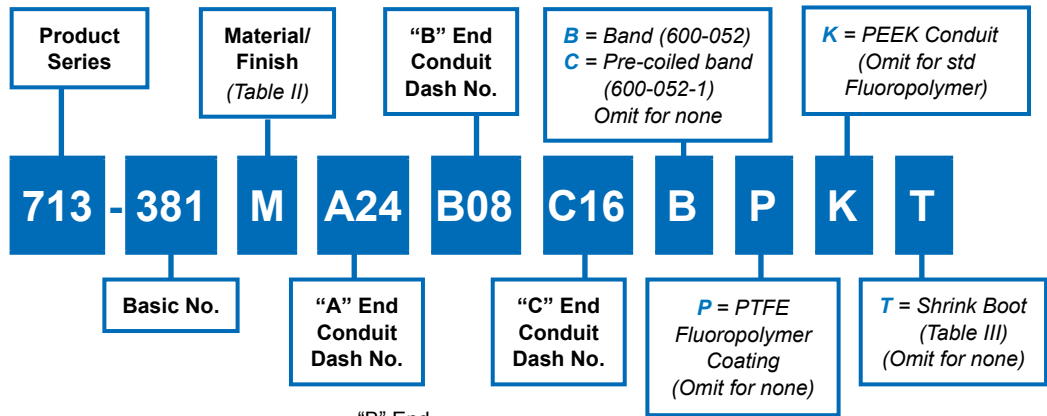 Product
Series
Material/
Finish
(Table II)
“B” End
Conduit
Dash No.
B = Band (600-052)
C = Pre-coiled band
(600-052-1)
Omit for none
K = PEEK Conduit
(Omit for std
Fluoropolymer)
713 - 381 M A24 B08 C16 B P K T
Basic No.
“A” End
Conduit
Dash No.
“C” End
Conduit
Dash No.
P = PTFE
Fluoropolymer
Coating
(Omit for none)
T = Shrink Boot
(Table III)
(Omit for none)